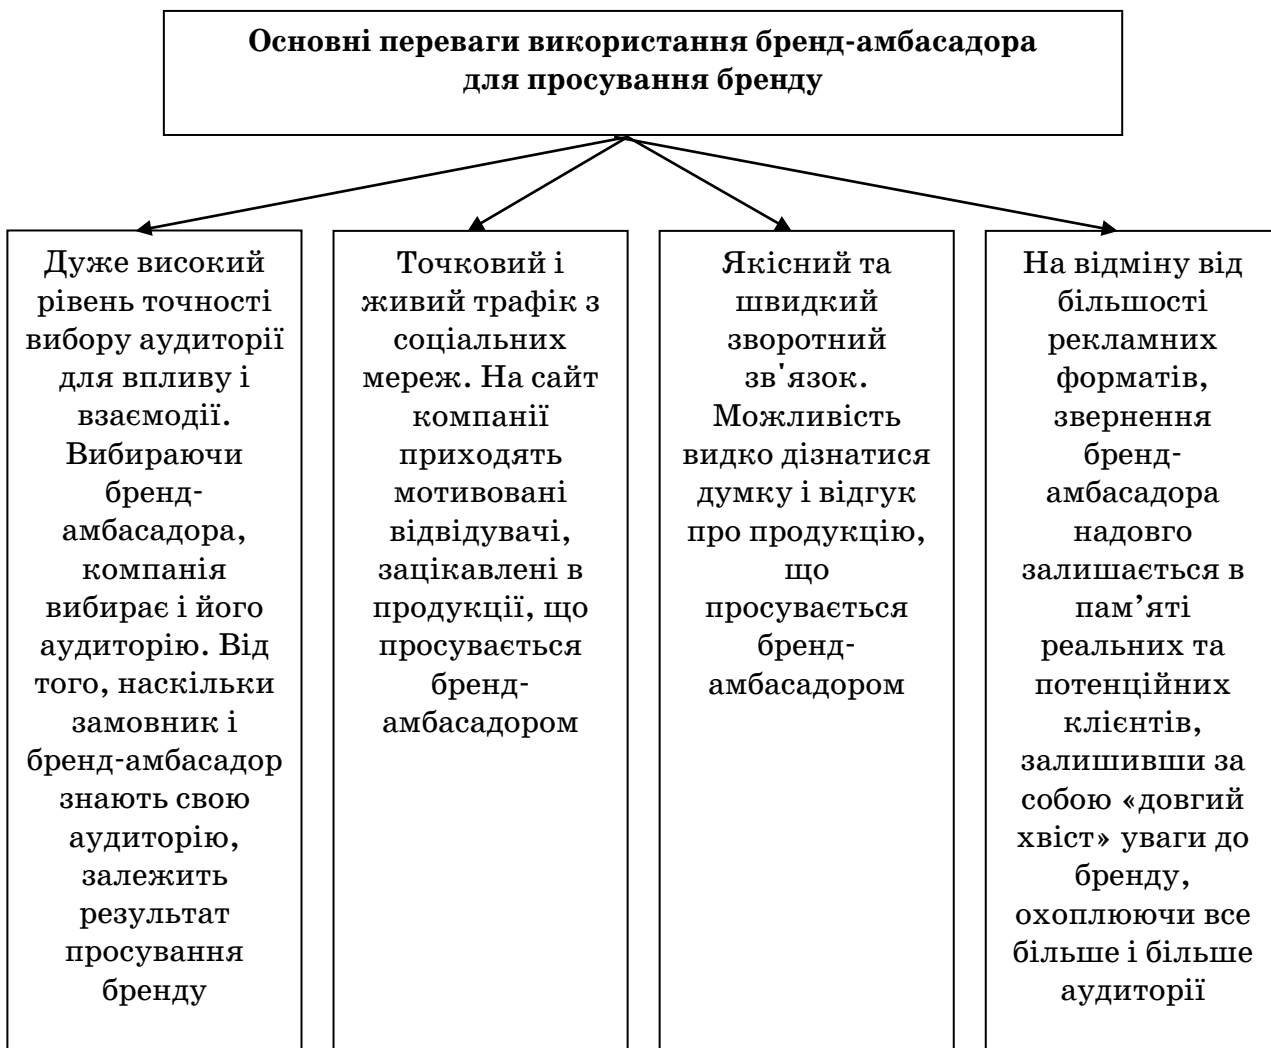 Основні переваги використання бренд-амбасадора
для просування бренду
Дуже високий
рівень точності
вибору аудиторії
для впливу і
взаємодії.
Вибираючи
бренд-
амбасадора,
компанія
вибирає і його
аудиторію. Від
того, наскільки
замовник і
бренд-амбасадор
знають свою
аудиторію,
залежить
результат
просування
бренду
Точковий і
живий трафік з
соціальних
мереж. На сайт
компанії
приходять
мотивовані
відвідувачі,
зацікавлені в
продукції, що
просувається
бренд-
амбасадором
Якісний та
швидкий
зворотний
зв'язок.
Можливість
видко дізнатися
думку і відгук
про продукцію,
що
просувається
бренд-
амбасадором
На відміну від
більшості
рекламних
форматів,
звернення
бренд-
амбасадора
надовго
залишається в
пам’яті
реальних та
потенційних
клієнтів,
залишивши за
собою «довгий
хвіст» уваги до
бренду,
охоплюючи все
більше і більше
аудиторії